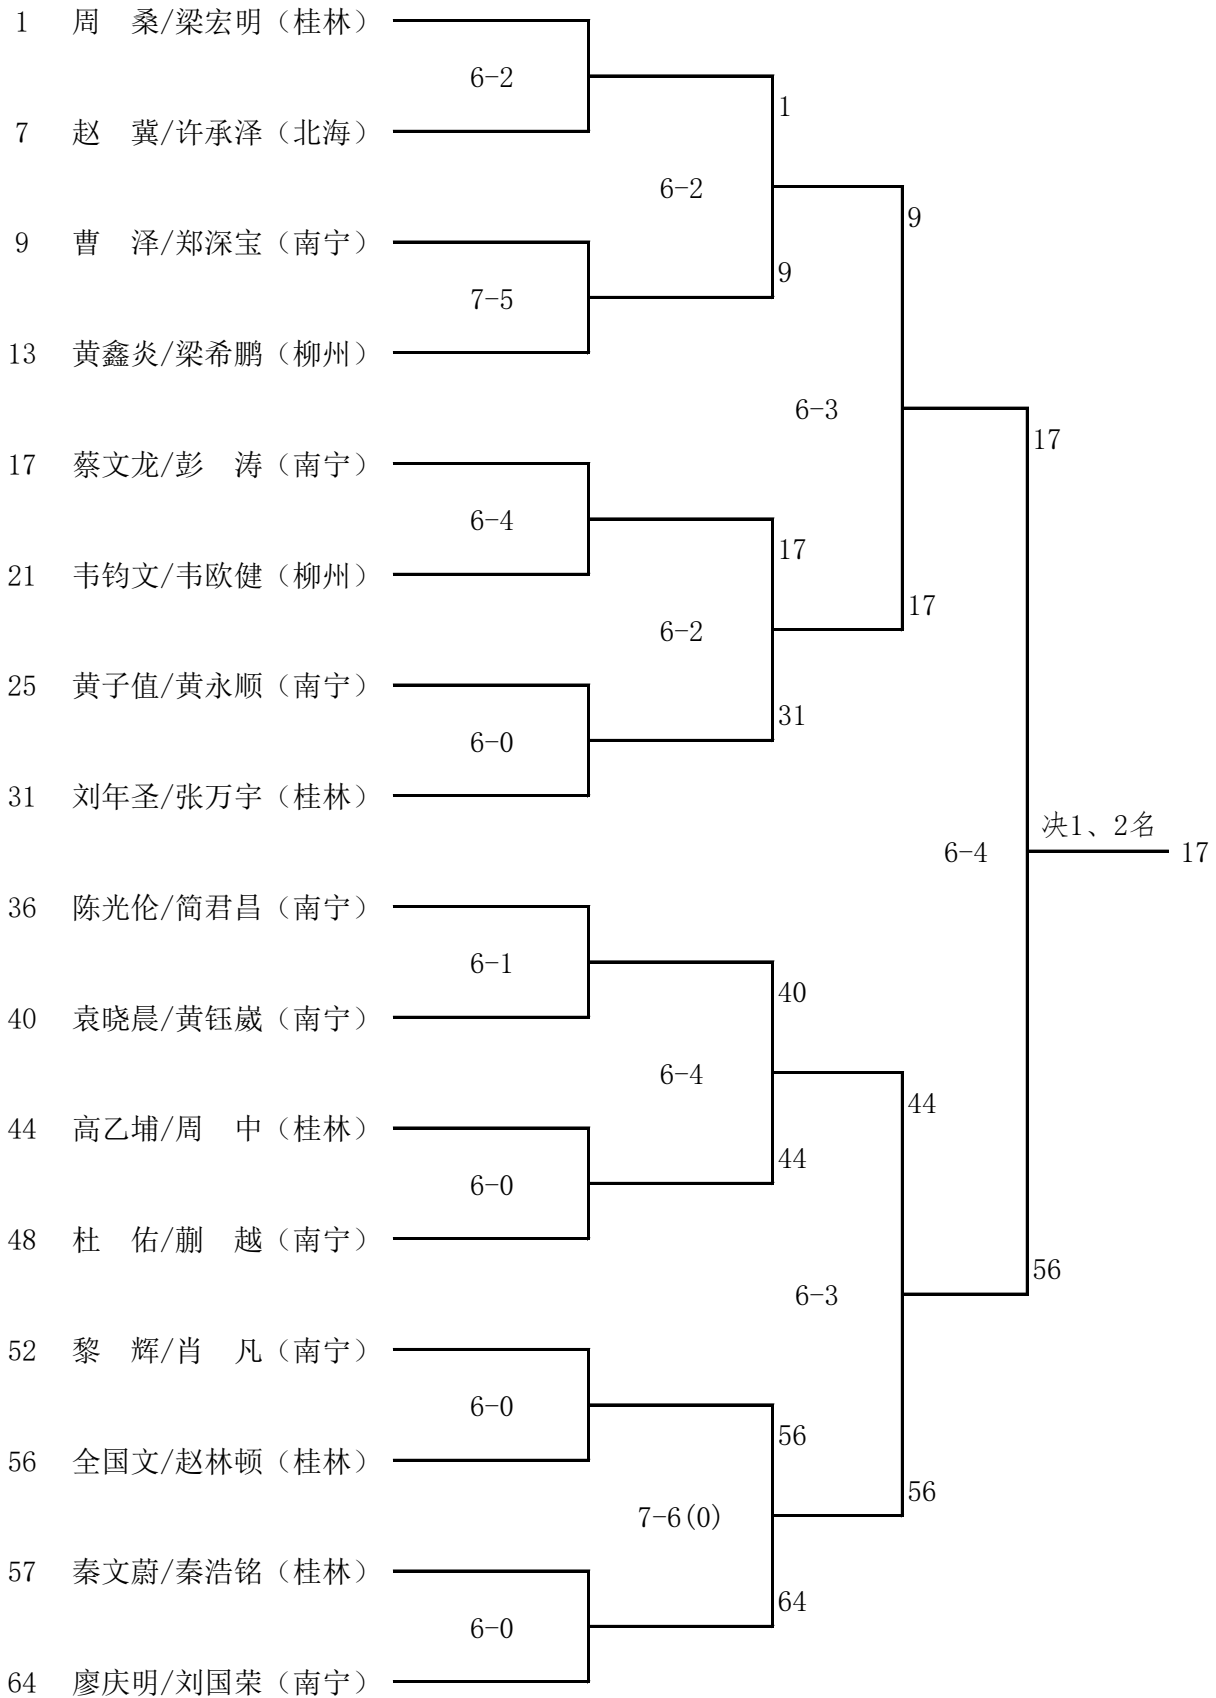 1 周　桑/梁宏明（桂林）
6-2
1
7 赵　冀/许承泽（北海）
6-2
9
9 曹　泽/郑深宝（南宁）
9
7-5
13 黄鑫炎/梁希鹏（柳州）
6-3
17
17 蔡文龙/彭　涛（南宁）
6-4
17
21 韦钧文/韦欧健（柳州）
17
6-2
25 黄子值/黄永顺（南宁）
31
6-0
31 刘年圣/张万宇（桂林）
决1、2名
6-4
17
36 陈光伦/简君昌（南宁）
6-1
40
40 袁晓晨/黄钰崴（南宁）
6-4
44
44 高乙埔/周　中（桂林）
44
6-0
48 杜　佑/蒯　越（南宁）
56
6-3
52 黎　辉/肖　凡（南宁）
6-0
56
56 全国文/赵林顿（桂林）
56
7-6(0)
57 秦文蔚/秦浩铭（桂林）
64
6-0
64 廖庆明/刘国荣（南宁）